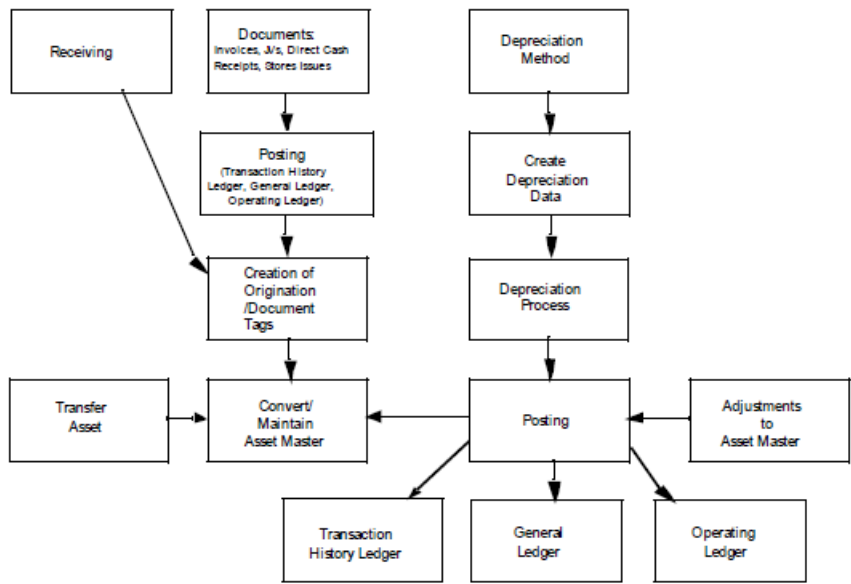 Receiving
Documents:
Invoices, JVs, Direct Cash
Receipts, Stores Issues
Depreciation
Method
Posting
(Transaction History
Ledger, General Ledger,
Operating Ledger)
Create
Depreciation
Data
Creation of
Origination
/Document
Tags
Depreciation
Process
Transfer
Asset
Convert/
Maintain
Asset Master
Posting
Adjustments
to
Asset Master
Transaction
History Ledger
General
Ledger
Operating
Ledger